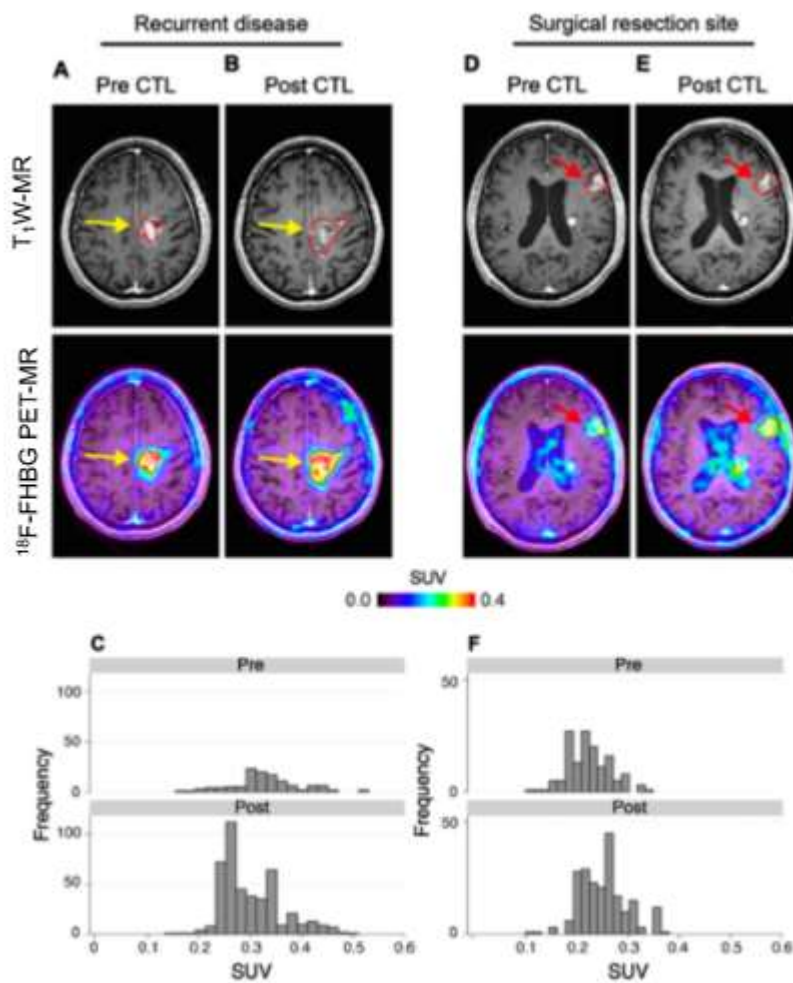 Recurrent disease
Surgical resection site
A
B
D
E
Pre CTL
Post CTL
Pre CTL
Post CTL
T₁W-MR
¹⁸F-FHBG PET-MR
SUV
0.0
0.4
C
F
Pre
100
50
0
Post
100
50
0
Frequency
0
0.1
0.2
0.3
0.4
0.5
0.6
SUV
Pre
50
0
Post
50
0
Frequency
0
0.1
0.2
0.3
0.4
0.5
0.6
SUV